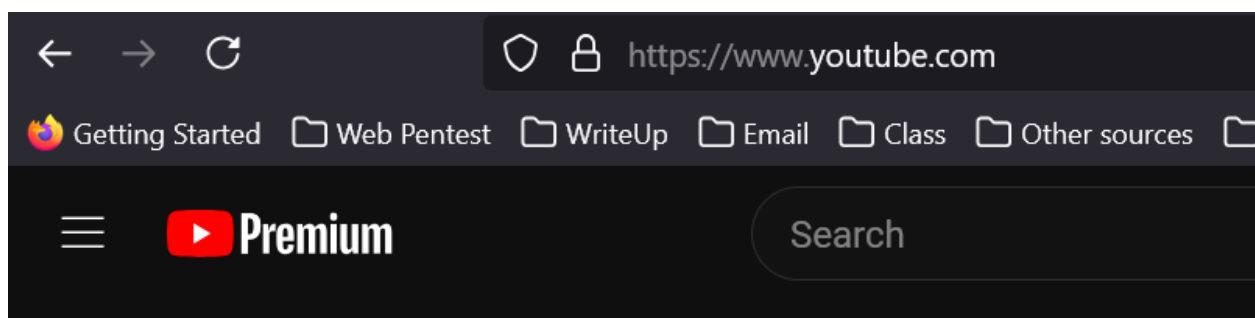 https://www.youtube.com
Getting Started Web Pentest WriteUp Email Class Other sources
Premium Search